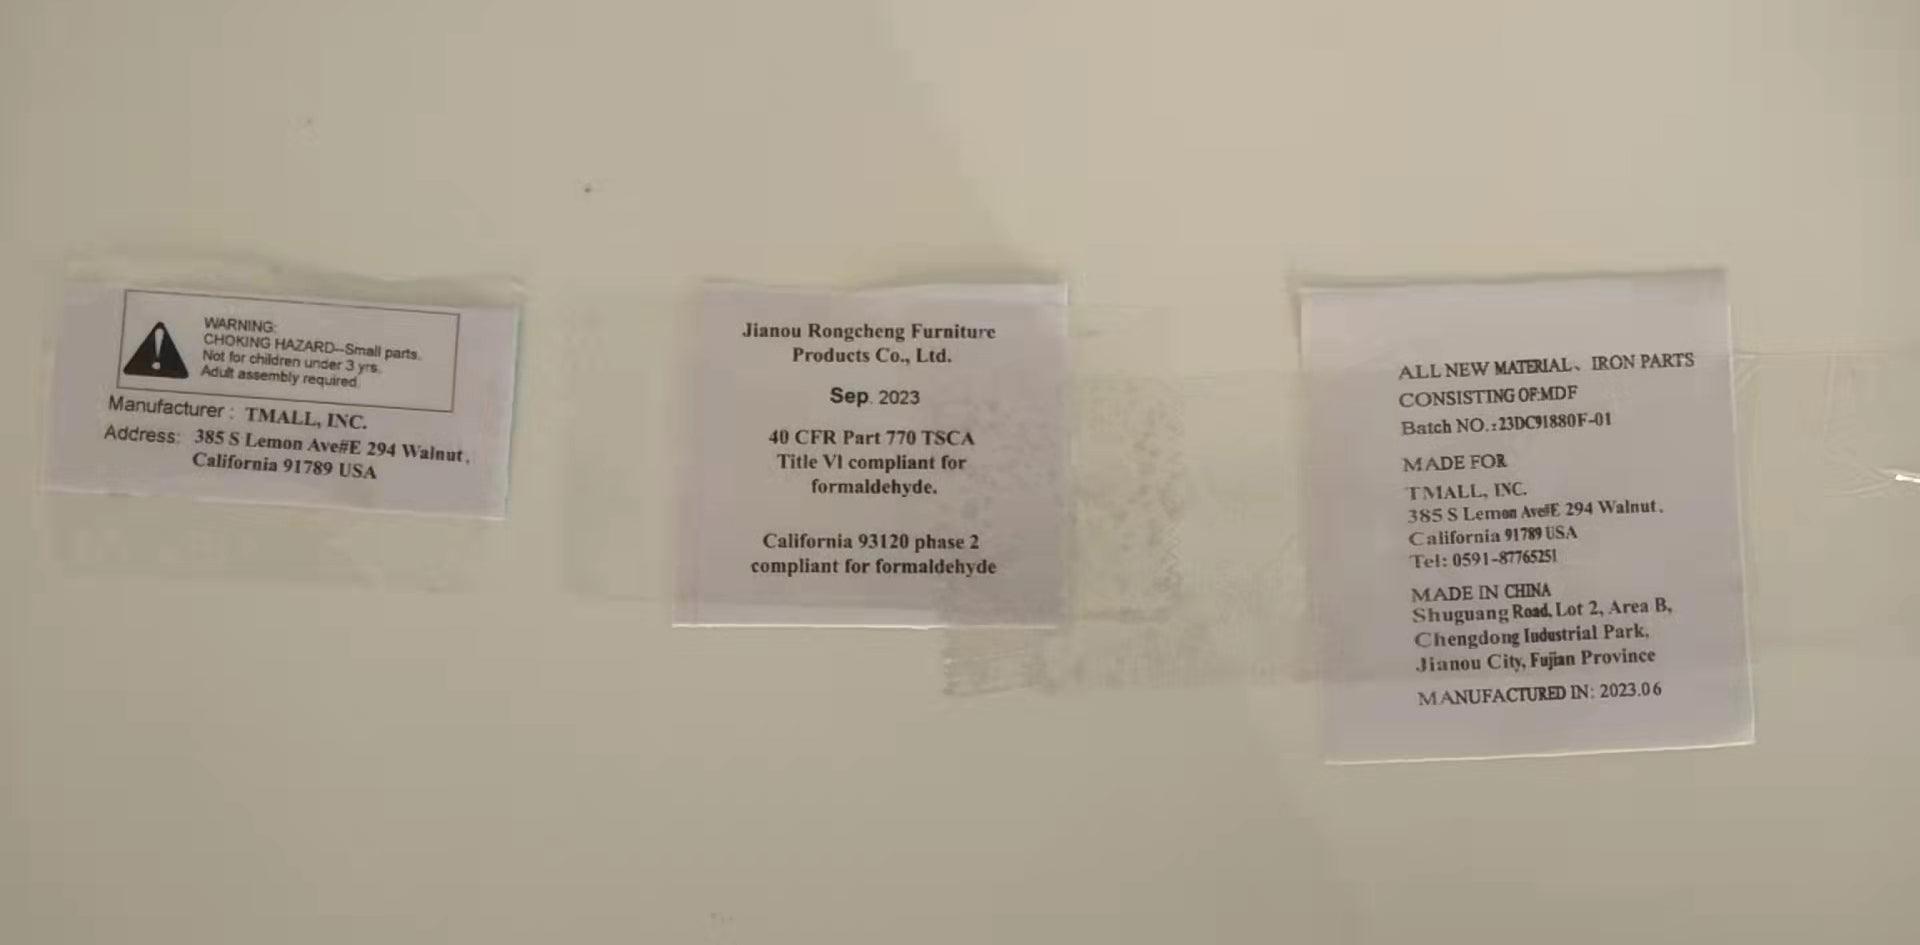 WARNING:
CHOKING HAZARD--Small parts.
Not for children under 3 yrs.
Adult assembly required.
Manufacturer : TMALL, INC.
Address: 385 S Lemon Ave#E 294 Walnut,
California 91789 USA
Jianou Rongcheng Furniture
Products Co., Ltd.
Sep. 2023
40 CFR Part 770 TSCA
Title VI compliant for
formaldehyde.
California 93120 phase 2
compliant for formaldehyde
ALL NEW MATERIAL、IRON PARTS
CONSISTING OF:MDF
Batch NO.:23DC91880F-01
MADE FOR
TMALL, INC.
385 S Lemon Ave#E 294 Walnut,
California 91789 USA
Tel: 0591-87765251
MADE IN CHINA
Shuguang Road, Lot 2, Area B,
Chengdong Iudustrial Park,
Jianou City, Fujian Province
MANUFACTURED IN: 2023.06